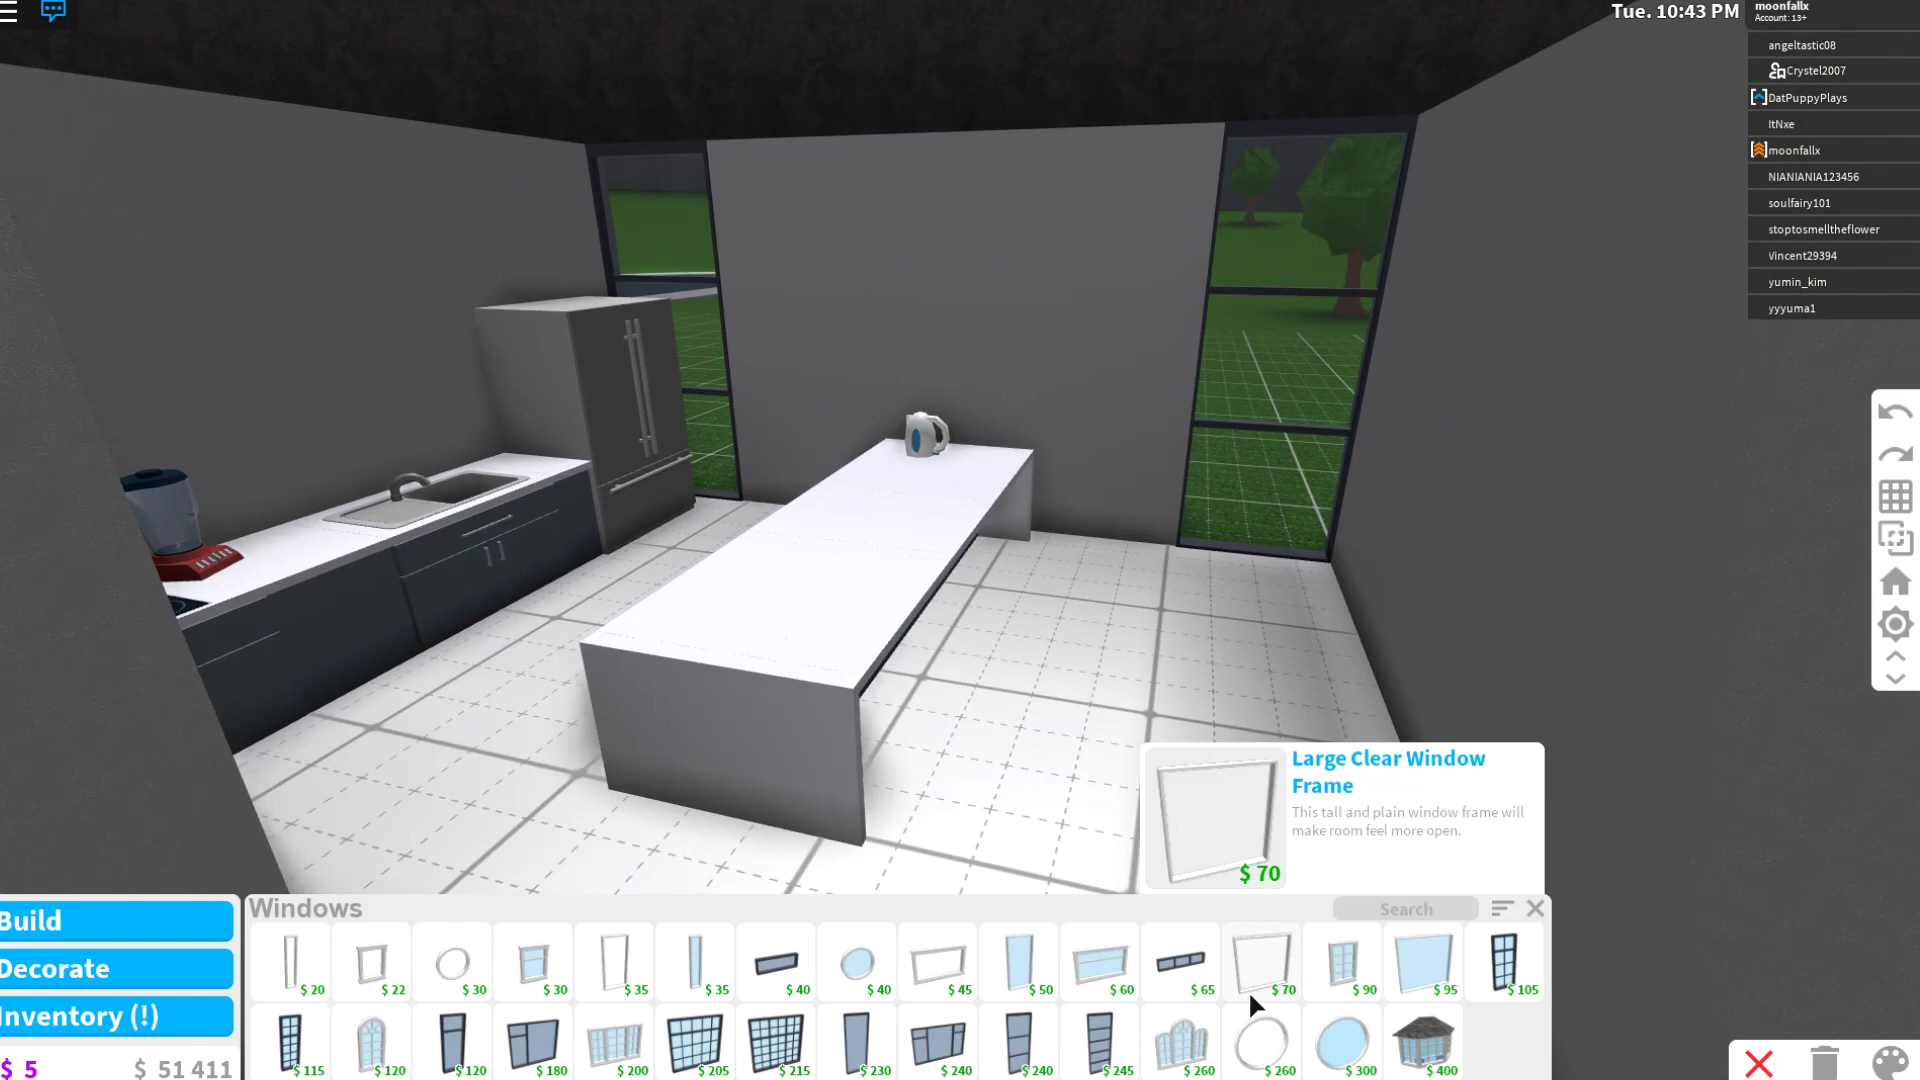 Tue. 10:43 PM
moonfallx
Account: 13+
angeltastic08
Crystel2007
DatPuppyPlays
ItNxe
moonfallx
NIANIANIA123456
soulfairy101
stoptosmelltheflower
Vincent29394
yumin_kim
yyyuma1
Large Clear Window
Frame
This tall and plain window frame will
make room feel more open.
$ 70
Build
Decorate
Inventory (!)
$ 5
$ 51 411
Windows
Search
$ 20
$ 22
$ 30
$ 30
$ 35
$ 35
$ 40
$ 40
$ 45
$ 50
$ 60
$ 65
$ 70
$ 90
$ 95
$ 105
$ 115
$ 120
$ 120
$ 180
$ 200
$ 205
$ 215
$ 230
$ 240
$ 240
$ 245
$ 260
$ 260
$ 300
$ 400